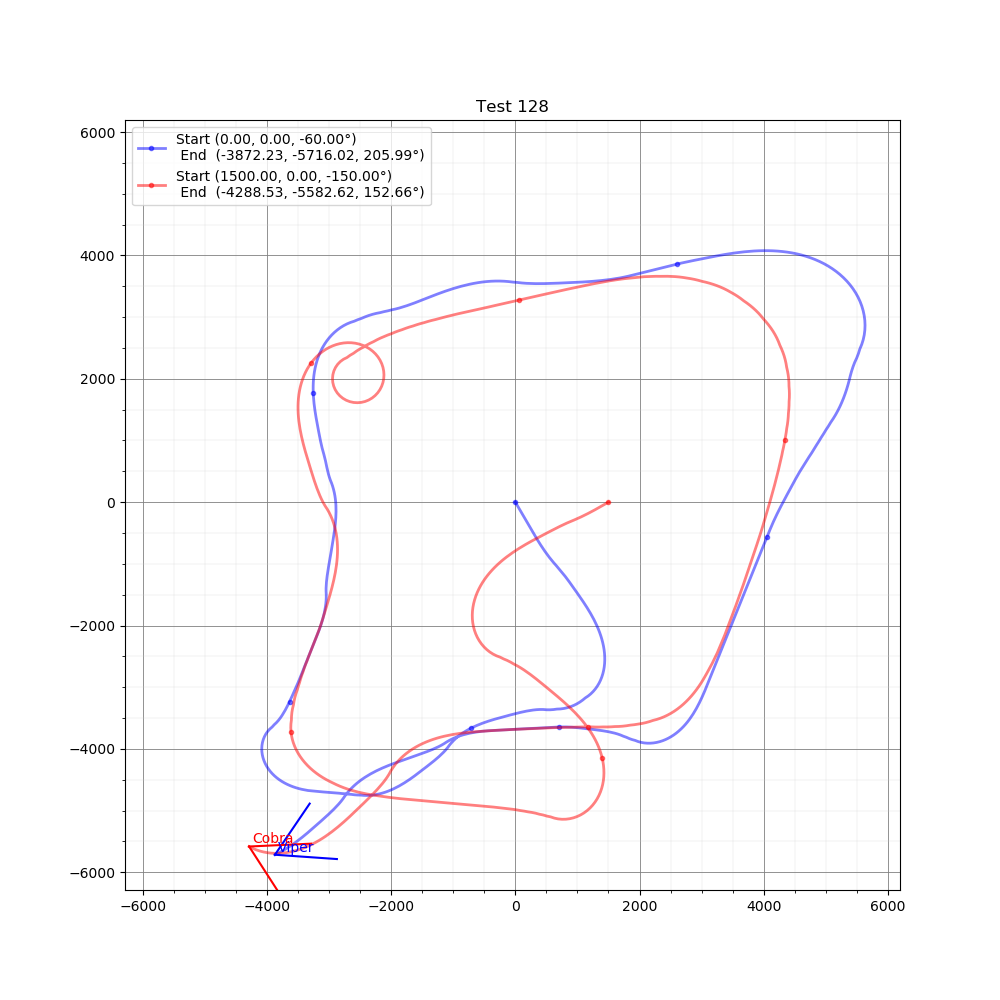 Test 128
Start (0.00, 0.00, -60.00°)
End (-3872.23, -5716.02, 205.99°)
Start (1500.00, 0.00, -150.00°)
End (-4288.53, -5582.62, 152.66°)
6000
4000
2000
0
−2000
−4000
−6000
Cobra
Viper
−6000 −4000 −2000 0 2000 4000 6000